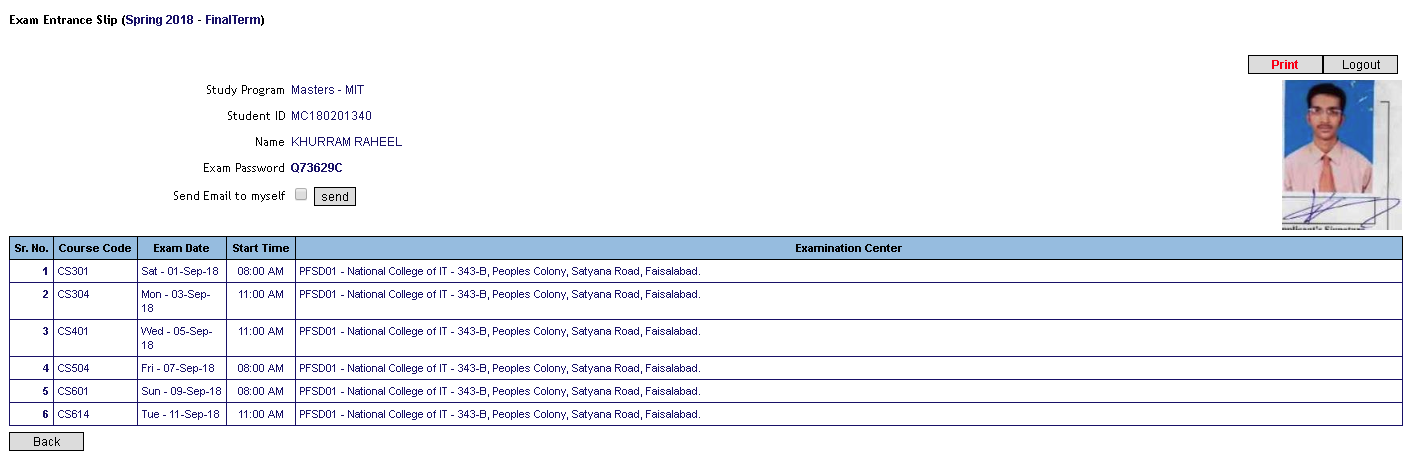 Exam Entrance Slip (Spring 2018 - FinalTerm)
Print Logout
Study Program Masters - MIT
Student ID MC180201340
Name KHURRAM RAHEEL
Exam Password Q73629C
Send Email to myself send
Sr. No. Course Code Exam Date Start Time Examination Center
1 CS301 Sat - 01-Sep-18 08:00 AM PFSD01 - National College of IT - 343-B, Peoples Colony, Satyana Road, Faisalabad.
2 CS304 Mon - 03-Sep- 11:00 AM PFSD01 - National College of IT - 343-B, Peoples Colony, Satyana Road, Faisalabad.
18
3 CS401 Wed - 05-Sep- 11:00 AM PFSD01 - National College of IT - 343-B, Peoples Colony, Satyana Road, Faisalabad.
18
4 CS504 Fri - 07-Sep-18 08:00 AM PFSD01 - National College of IT - 343-B, Peoples Colony, Satyana Road, Faisalabad.
5 CS601 Sun - 09-Sep-18 08:00 AM PFSD01 - National College of IT - 343-B, Peoples Colony, Satyana Road, Faisalabad.
6 CS614 Tue - 11-Sep-18 11:00 AM PFSD01 - National College of IT - 343-B, Peoples Colony, Satyana Road, Faisalabad.
Back